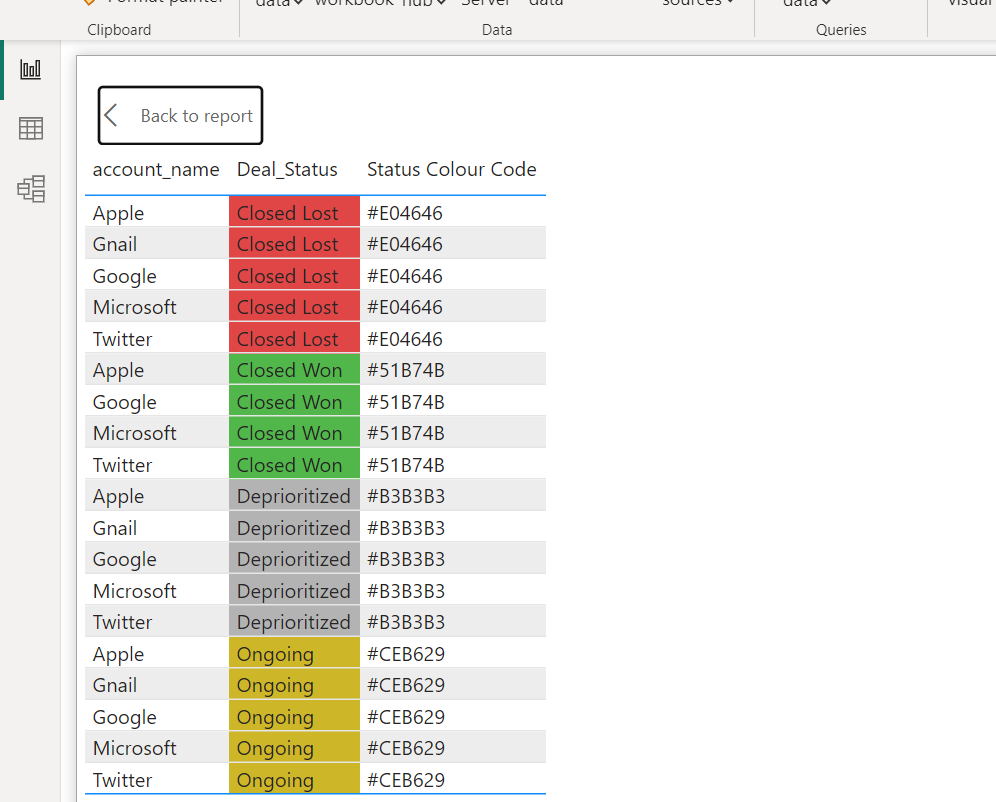 Format painter
data workbook hub Server data sources data visual
Clipboard Data Queries
Back to report
account_name Deal_Status Status Colour Code
Apple Closed Lost #E04646
Gnail Closed Lost #E04646
Google Closed Lost #E04646
Microsoft Closed Lost #E04646
Twitter Closed Lost #E04646
Apple Closed Won #51B74B
Google Closed Won #51B74B
Microsoft Closed Won #51B74B
Twitter Closed Won #51B74B
Apple Deprioritized #B3B3B3
Gnail Deprioritized #B3B3B3
Google Deprioritized #B3B3B3
Microsoft Deprioritized #B3B3B3
Twitter Deprioritized #B3B3B3
Apple Ongoing #CEB629
Gnail Ongoing #CEB629
Google Ongoing #CEB629
Microsoft Ongoing #CEB629
Twitter Ongoing #CEB629